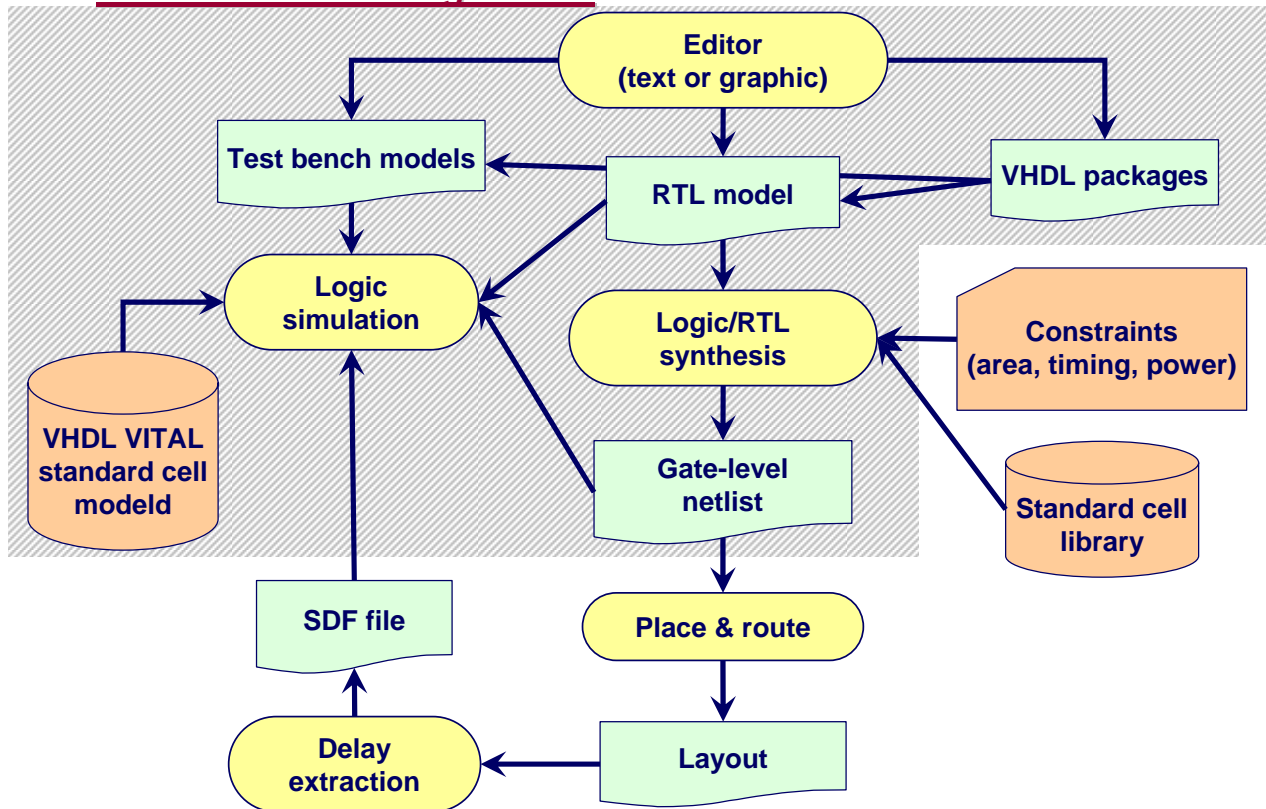 Editor
(text or graphic)
Test bench models
RTL model
VHDL packages
Logic
simulation
Logic/RTL
synthesis
Constraints
(area, timing, power)
VHDL VITAL
standard cell
modeld
Gate-level
netlist
Standard cell
library
SDF file
Place & route
Delay
extraction
Layout